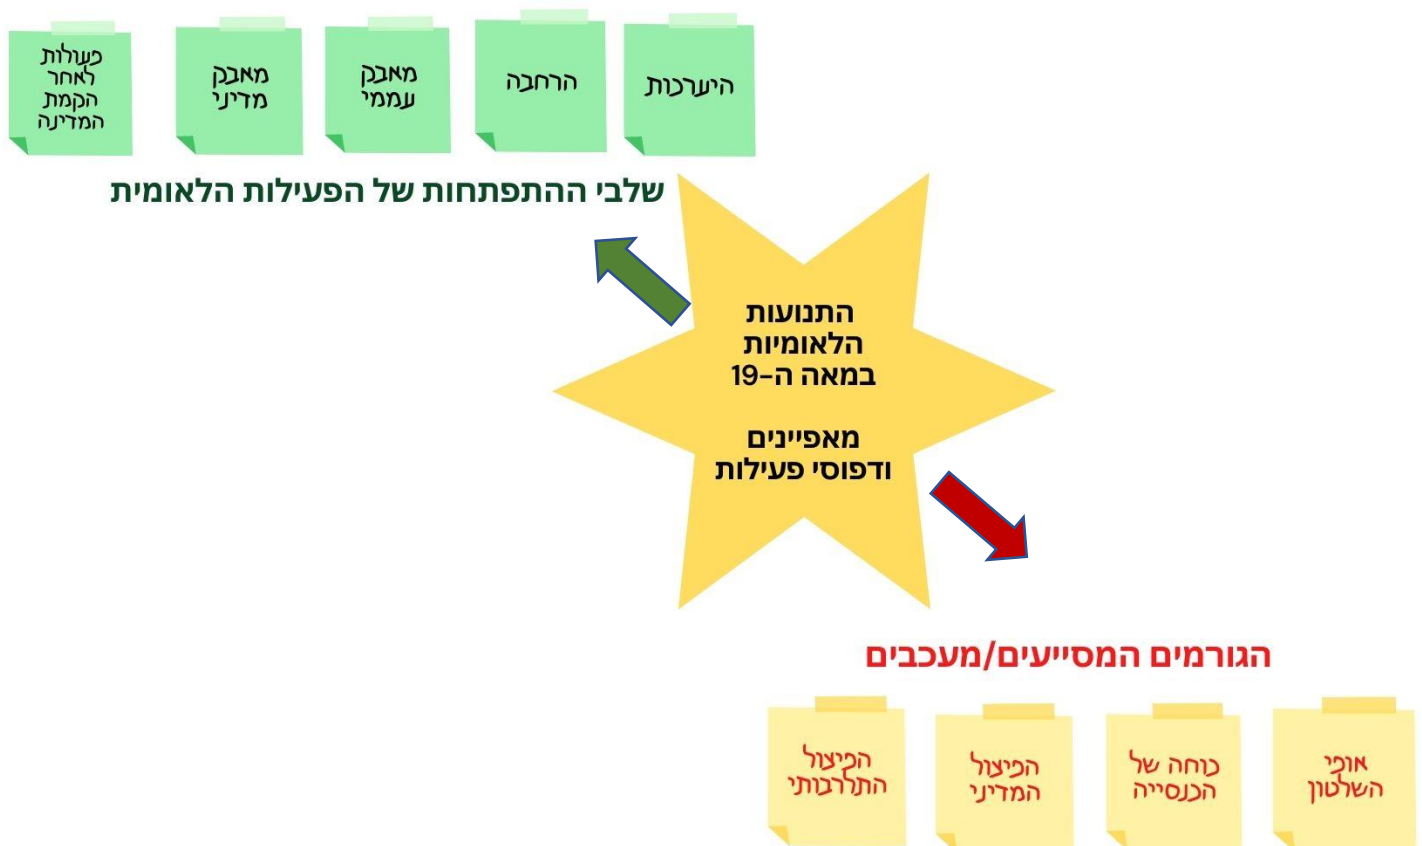 היערכות
הרחבה
מאבק
עממי
מאבק
מדיני
פעולות
לאחר
הקמת
המדינה
שלבי ההתפתחות של הפעילות הלאומית
התנועות
הלאומיות
במאה ה-19
מאפיינים
ודפוסי פעילות
הגורמים המסייעים/מעכבים
אופי
השלטון
כוחה של
הכנסייה
הפיצול
המדיני
הפיצול
התלרבותי